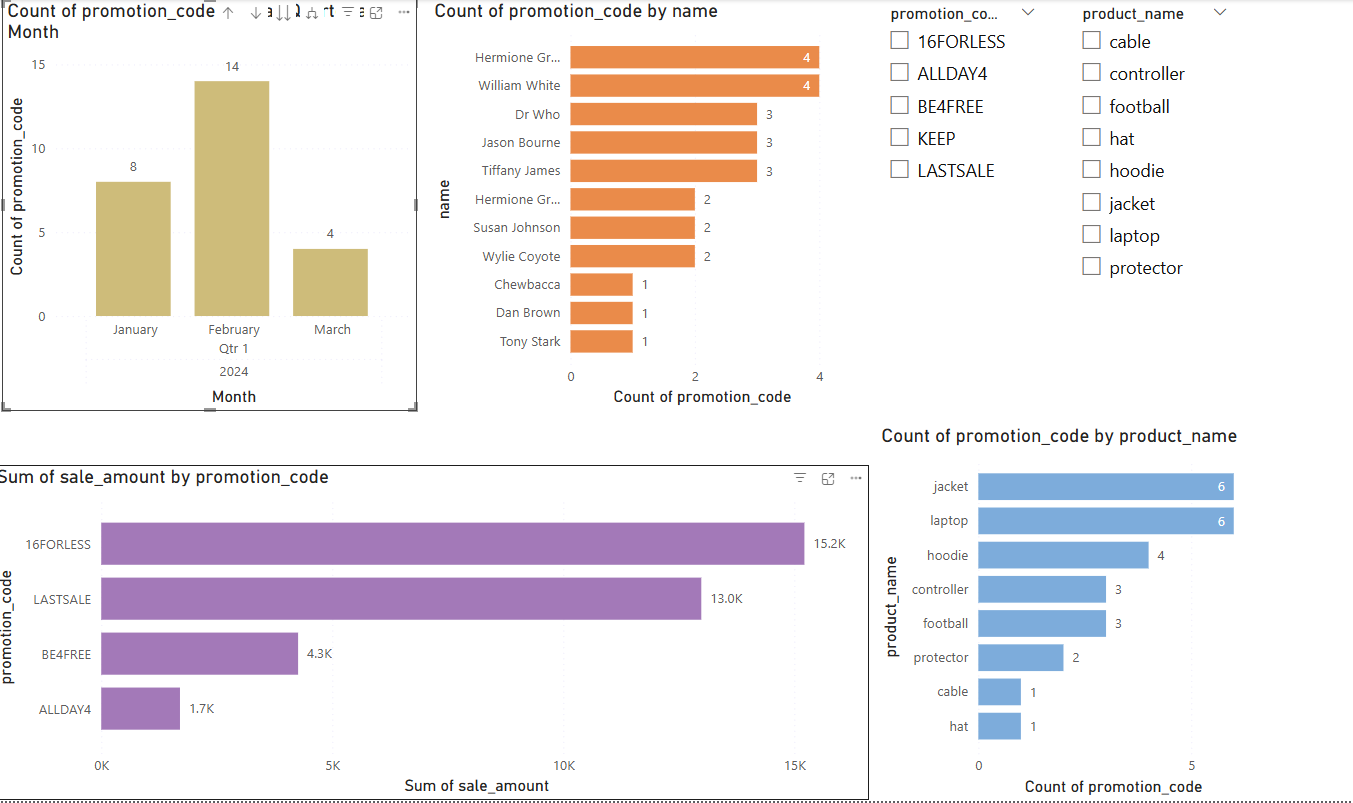 Count of promotion_code
Month
Count of promotion_code
15
10
5
0
8
14
4
January
February
March
Qtr 1
2024
Month
Count of promotion_code by name
name
Hermione Gr...
4
William White
4
Dr Who
3
Jason Bourne
3
Tiffany James
3
Hermione Gr...
2
Susan Johnson
2
Wylie Coyote
2
Chewbacca
1
Dan Brown
1
Tony Stark
1
0
2
4
Count of promotion_code
promotion_co...
16FORLESS
ALLDAY4
BE4FREE
KEEP
LASTSALE
product_name
cable
controller
football
hat
hoodie
jacket
laptop
protector
Sum of sale_amount by promotion_code
promotion_code
16FORLESS
15.2K
LASTSALE
13.0K
BE4FREE
4.3K
ALLDAY4
1.7K
0K
5K
10K
15K
Sum of sale_amount
Count of promotion_code by product_name
product_name
jacket
6
laptop
6
hoodie
4
controller
3
football
3
protector
2
cable
1
hat
1
0
5
Count of promotion_code